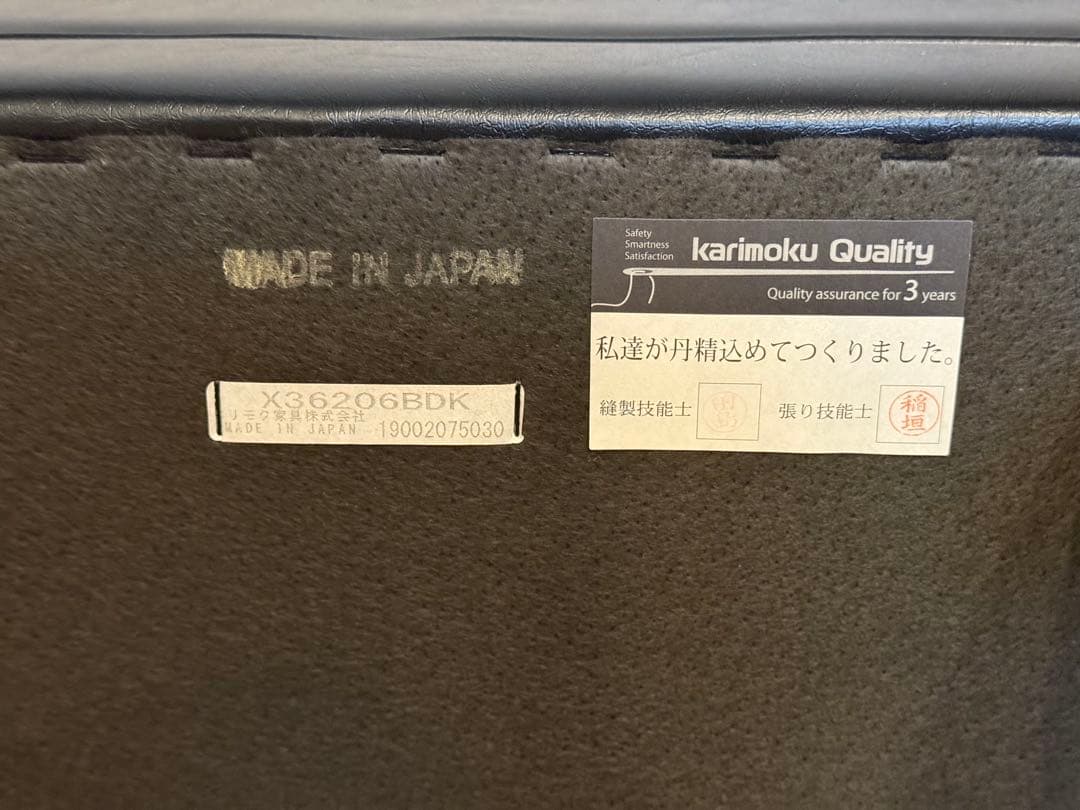 MADE IN JAPAN
X36206BDK
リモク家具株式会社
MADE IN JAPAN 19002075030
Safety
Smartness
Satisfaction
karimoku Quality
Quality assurance for 3 years
私達が丹精込めてつくりました。
縫製技能士
張り技能士 稲垣